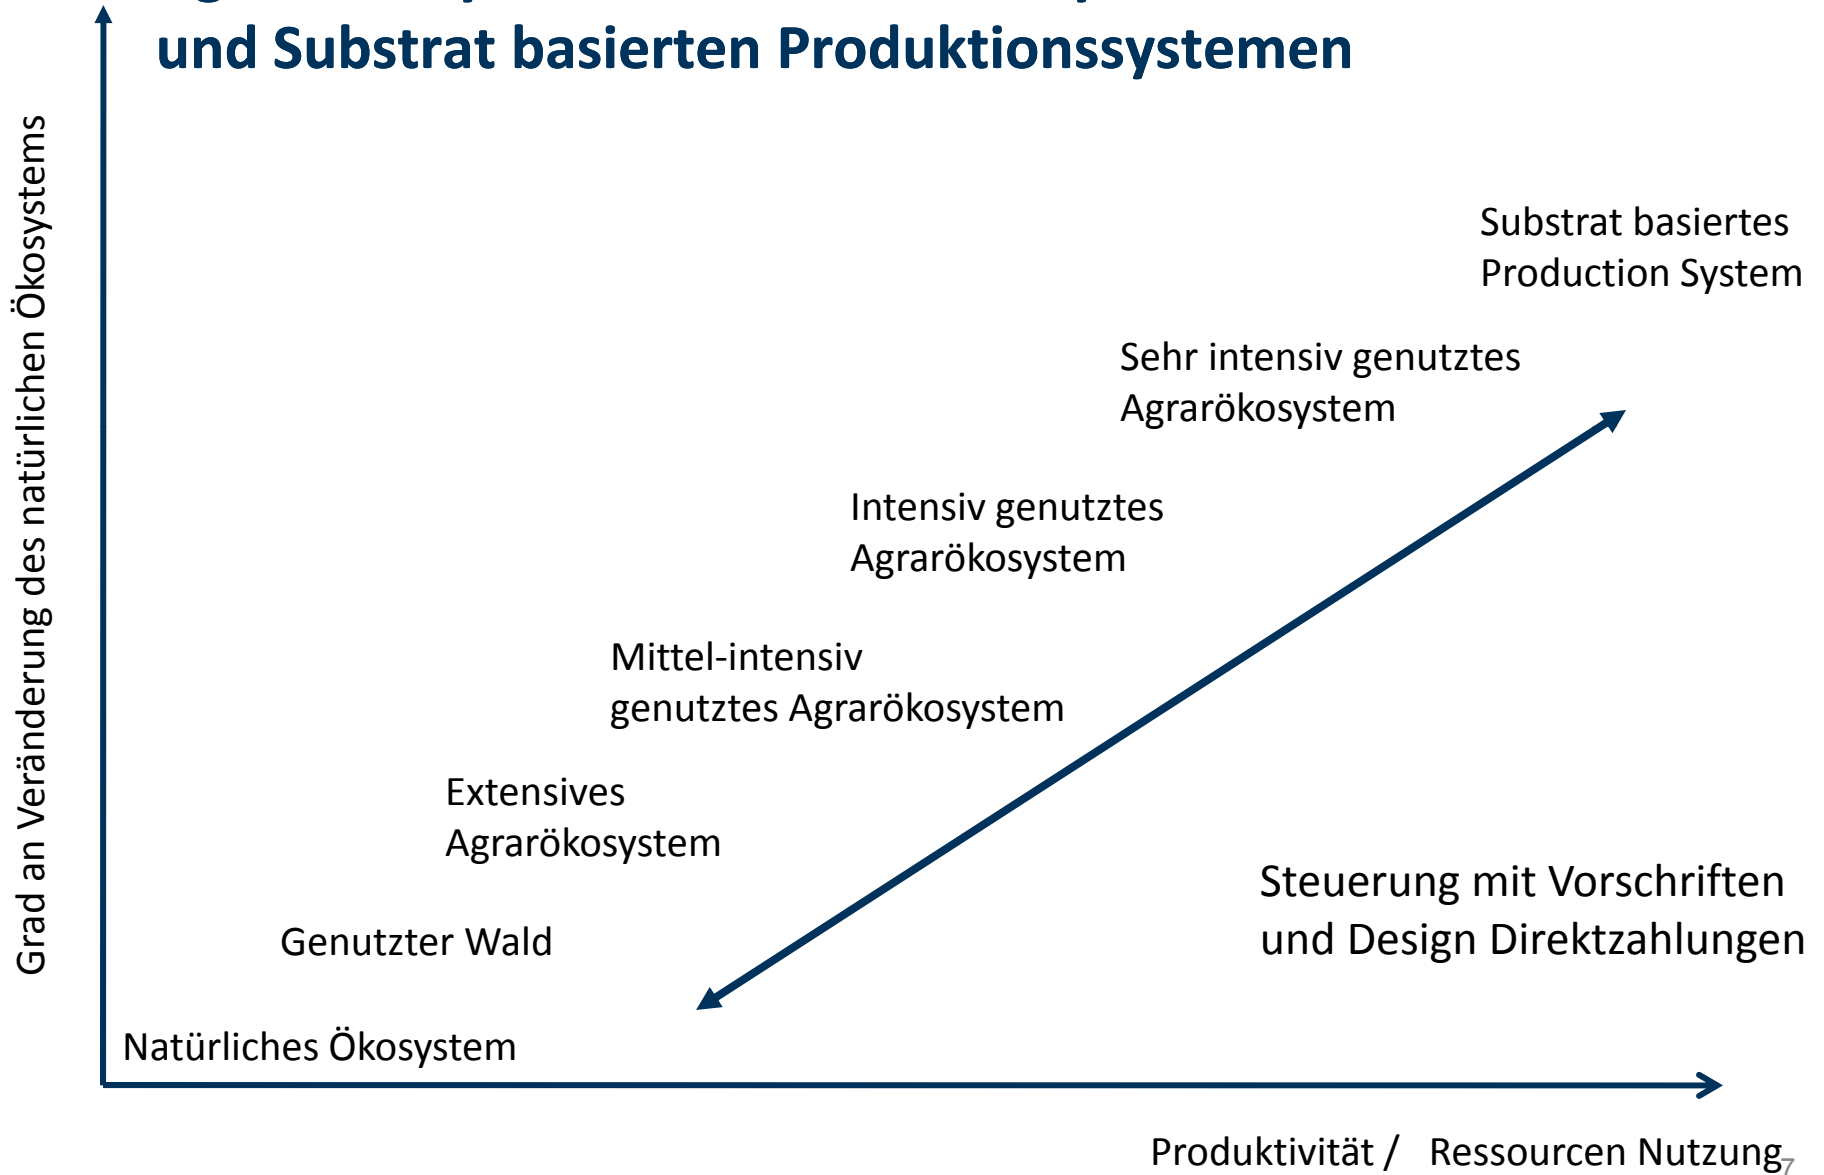 und Substrat basierten Produktionssystemen
Grad an Veränderung des natürlichen Ökosystems
Substrat basiertes
Production System
Sehr intensiv genutztes
Agrarökosystem
Intensiv genutztes
Agrarökosystem
Mittel-intensiv
genutztes Agrarökosystem
Extensives
Agrarökosystem
Steuerung mit Vorschriften
und Design Direktzahlungen
Genutzter Wald
Natürliches Ökosystem
Produktivität / Ressourcen Nutzung
7